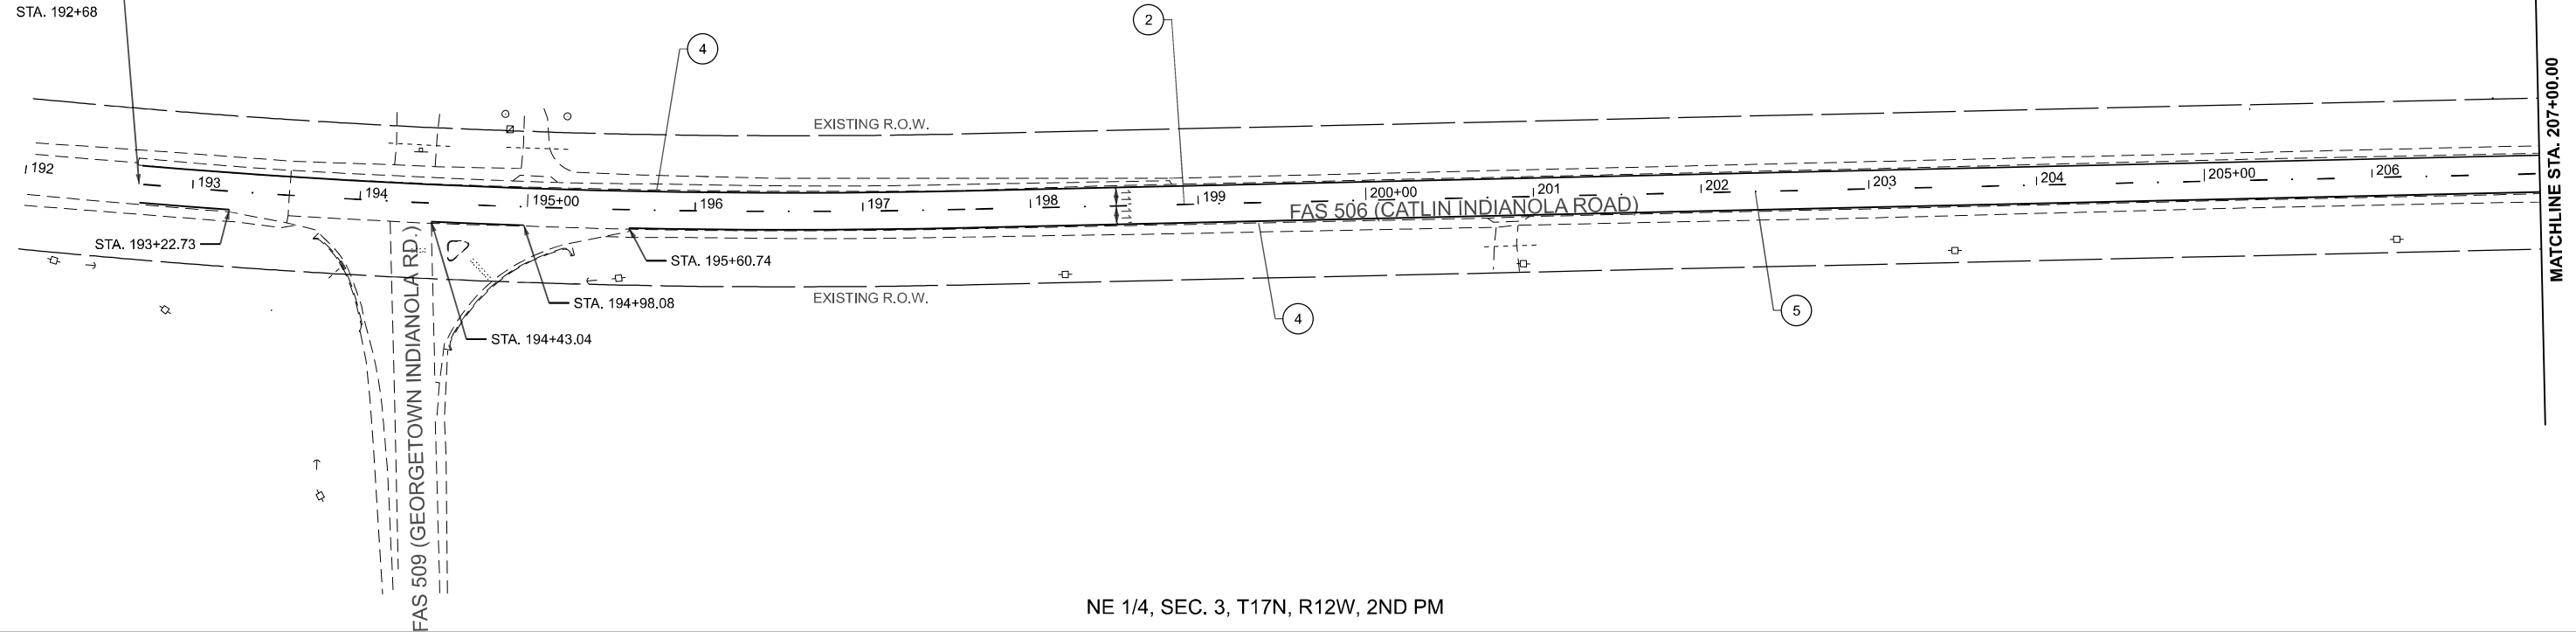 STA. 192+68
4
2
EXISTING R.O.W.
192
193
194
195+00
196
197
198
199
200+00
201
202
203
204
205+00
206
FAS 506 (CATLIN INDIANOLA ROAD)
STA. 193+22.73
STA. 195+60.74
STA. 194+98.08
STA. 194+43.04
EXISTING R.O.W.
4
5
FAS 509 (GEORGETOWN INDIANOLA RD.)
MATCHLINE STA. 207+00.00
NE 1/4, SEC. 3, T17N, R12W, 2ND PM